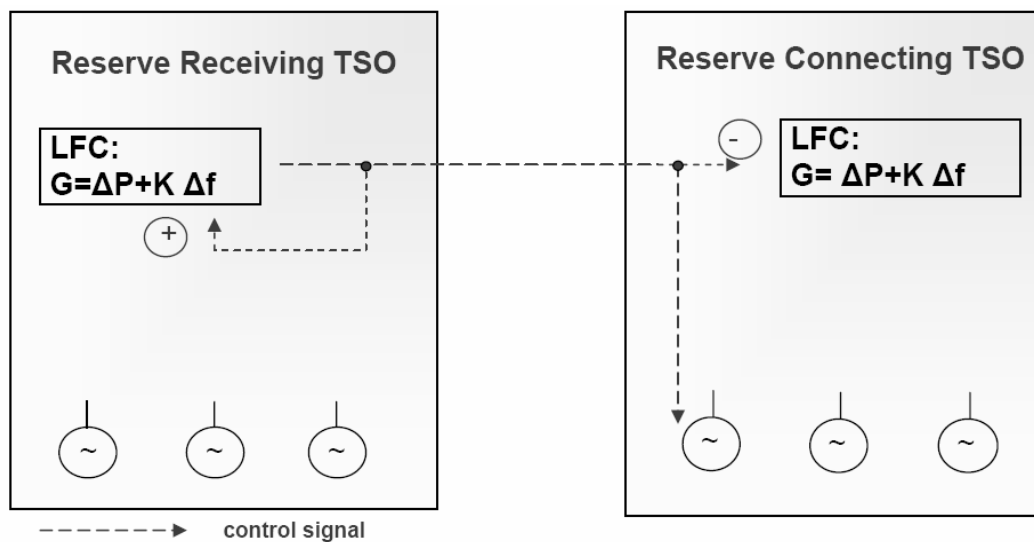 Reserve Receiving TSO
LFC:
G=ΔP+K Δf
+
~
~
~
Reserve Connecting TSO
-
LFC:
G= ΔP+K Δf
~
~
~
control signal